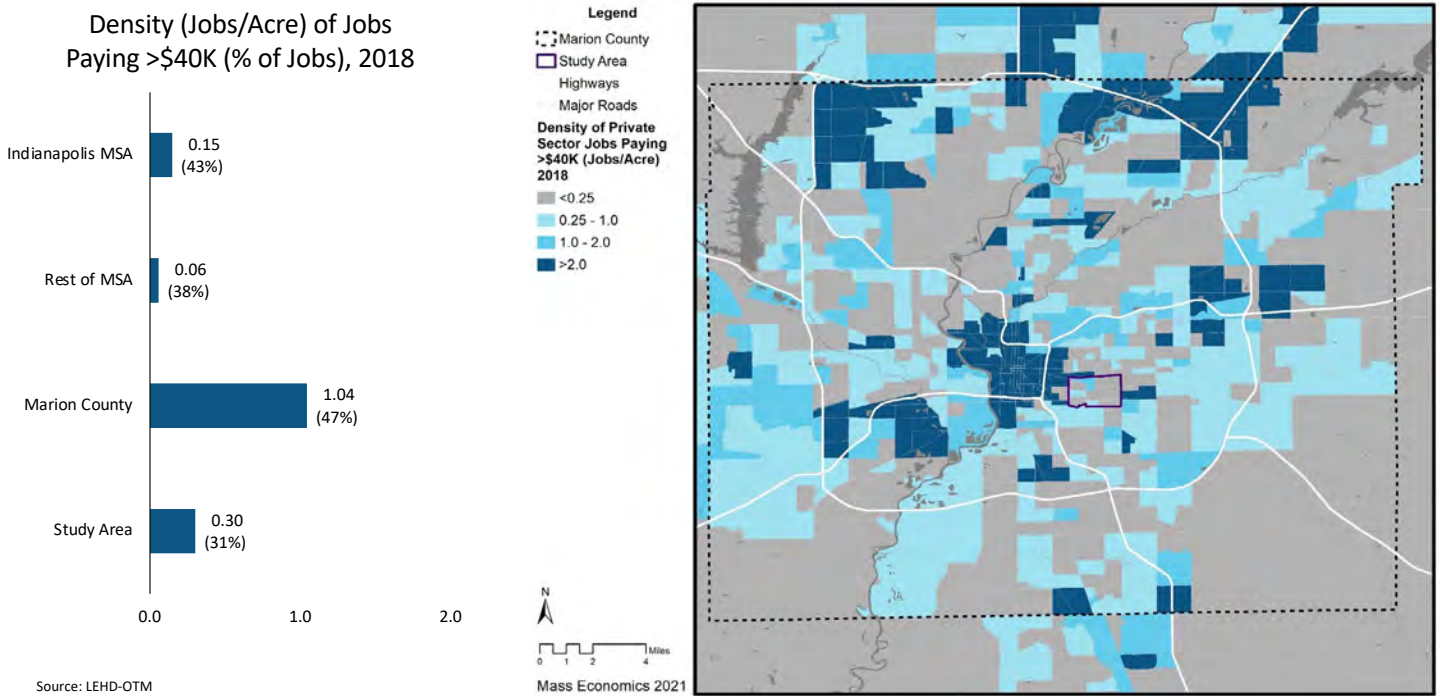 Density (Jobs/Acre) of Jobs
Paying >$40K (% of Jobs), 2018
Indianapolis MSA
0.15
(43%)
Rest of MSA
0.06
(38%)
Marion County
1.04
(47%)
Study Area
0.30
(31%)
0.0 1.0 2.0
Source: LEHD-OTM
Legend
Marion County
Study Area
Highways
Major Roads
Density of Private
Sector Jobs Paying
>$40K (Jobs/Acre)
2018
<0.25
0.25 - 1.0
1.0 - 2.0
>2.0
N
0 1 2 4 Miles
Mass Economics 2021